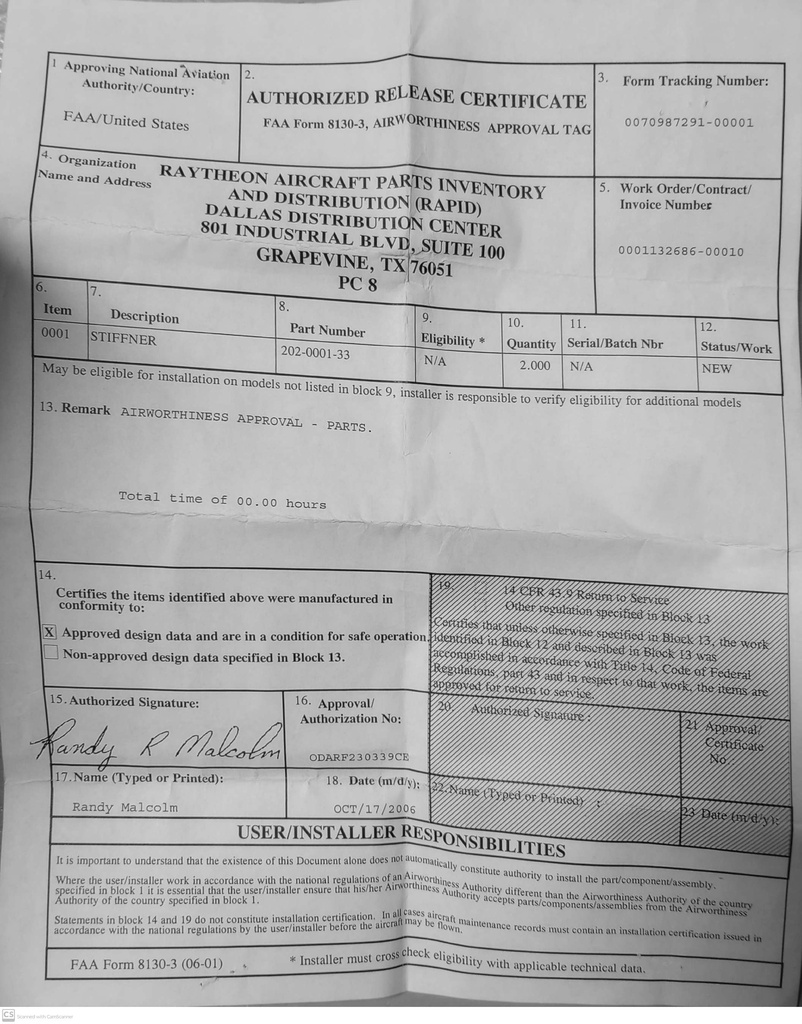 1 Approving National Aviation
Authority/Country:
FAA/United States
2.
AUTHORIZED RELEASE CERTIFICATE
FAA Form 8130-3, AIRWORTHINESS APPROVAL TAG
3. Form Tracking Number:
0070987291-00001
4. Organization
Name and Address
RAYTHEON AIRCRAFT PARTS INVENTORY
AND DISTRIBUTION (RAPID)
DALLAS DISTRIBUTION CENTER
801 INDUSTRIAL BLVD, SUITE 100
GRAPEVINE, TX 76051
PC 8
5. Work Order/Contract/
Invoice Number
0001132686-00010
6.
Item
7.
Description
8.
Part Number
9.
Eligibility *
10.
Quantity
11.
Serial/Batch Nbr
12.
Status/Work
0001
STIFFNER
202-0001-33
N/A
2.000
N/A
NEW
May be eligible for installation on models not listed in block 9, installer is responsible to verify eligibility for additional models
13. Remark AIRWORTHINESS APPROVAL - PARTS.
Total time of 00.00 hours
14.
Certifies the items identified above were manufactured in
conformity to:
X Approved design data and are in a condition for safe operation.
Non-approved design data specified in Block 13.
19. 14 CFR 43.9 Return to Service
Other regulation specified in Block 13
Certifies that unless otherwise specified in Block 13, the work
identified in Block 12 and described in Block 13 was
accomplished in accordance with Title 14, Code of Federal
Regulations, part 43 and in respect to that work, the items are
approved for return to service.
15. Authorized Signature:
Randy R Malcolm
16. Approval/
Authorization No:
ODARF230339CE
20. Authorized Signature:
21 Approval/
Certificate
No.
17. Name (Typed or Printed):
Randy Malcolm
18. Date (m/d/y):
OCT/17/2006
22. Name (Typed or Printed) :
23 Date (m/d/y):
USER/INSTALLER RESPONSIBILITIES
It is important to understand that the existence of this Document alone does not automatically constitute authority to install the part/component/assembly.
Where the user/installer work in accordance with the national regulations of an Airworthiness Authority different than the Airworthiness Authority of the country
specified in block 1 it is essential that the user/installer ensure that his/her Airworthiness Authority accepts parts/components/assemblies from the Airworthiness
Authority of the country specified in block 1.
Statements in block 14 and 19 do not constitute installation certification. In all cases aircraft maintenance records must contain an installation certification issued in
accordance with the national regulations by the user/installer before the aircraft may be flown.
FAA Form 8130-3 (06-01)
* Installer must cross check eligibility with applicable technical data.
CS Scanned with CamScanner